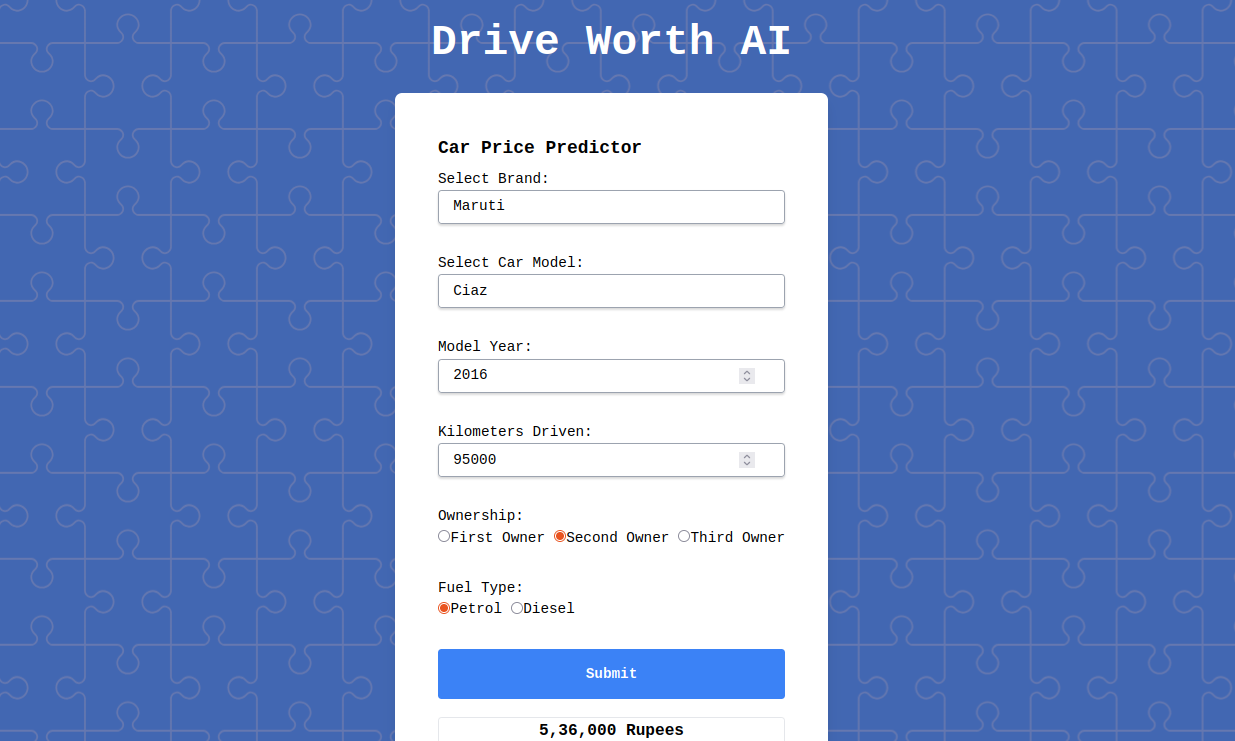 Drive Worth AI
Car Price Predictor
Select Brand:
Maruti
Select Car Model:
Ciaz
Model Year:
2016
Kilometers Driven:
95000
Ownership:
First Owner Second Owner Third Owner
Fuel Type:
Petrol Diesel
Submit
5,36,000 Rupees